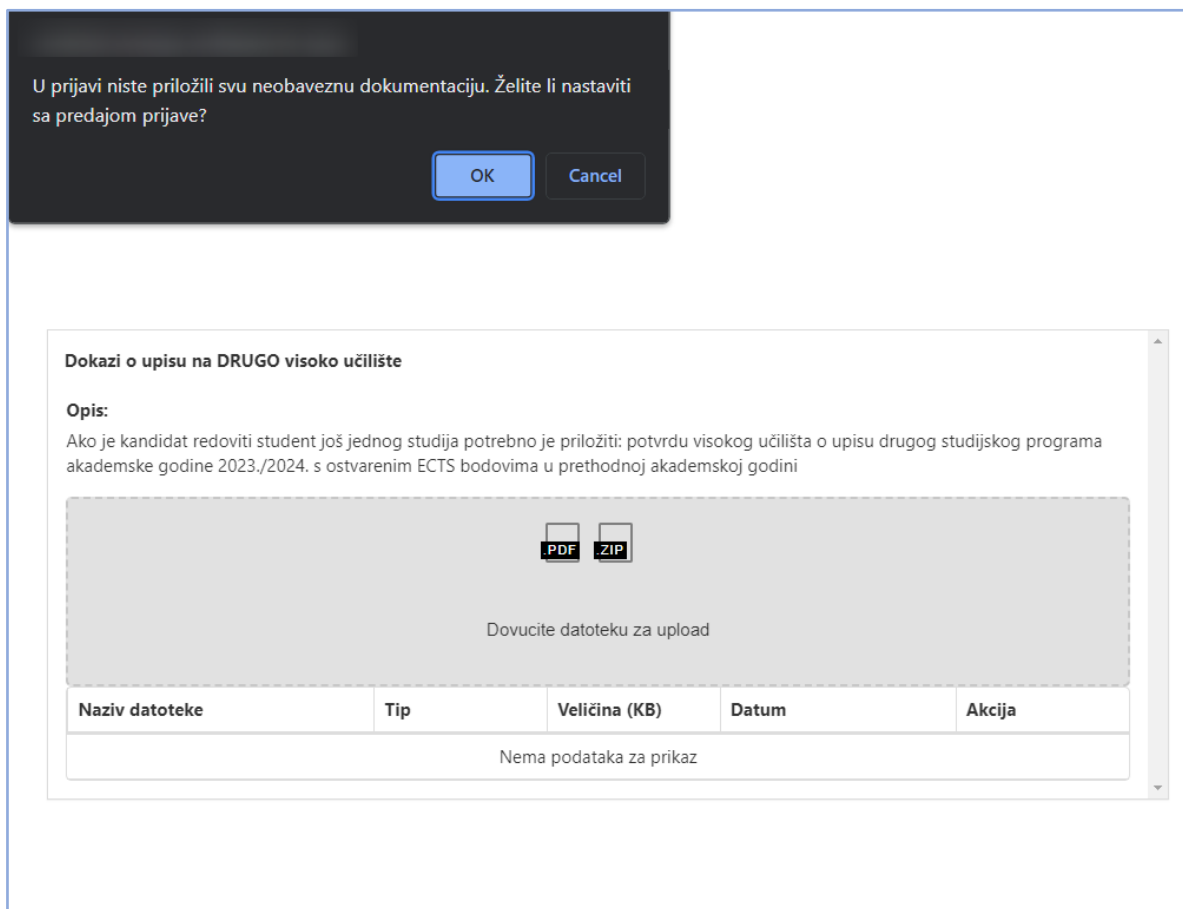 U prijavi niste priložili svu neobaveznu dokumentaciju. Želite li nastaviti
sa predajom prijave?
OK
Cancel
Dokazi o upisu na DRUGO visoko učilište
Opis:
Ako je kandidat redoviti student još jednog studija potrebno je priložiti: potvrdu visokog učilišta o upisu drugog studijskog programa
akademske godine 2023./2024. s ostvarenim ECTS bodovima u prethodnoj akademskoj godini
.PDF .ZIP
Dovucite datoteku za upload
Naziv datoteke Tip Veličina (KB) Datum Akcija
Nema podataka za prikaz